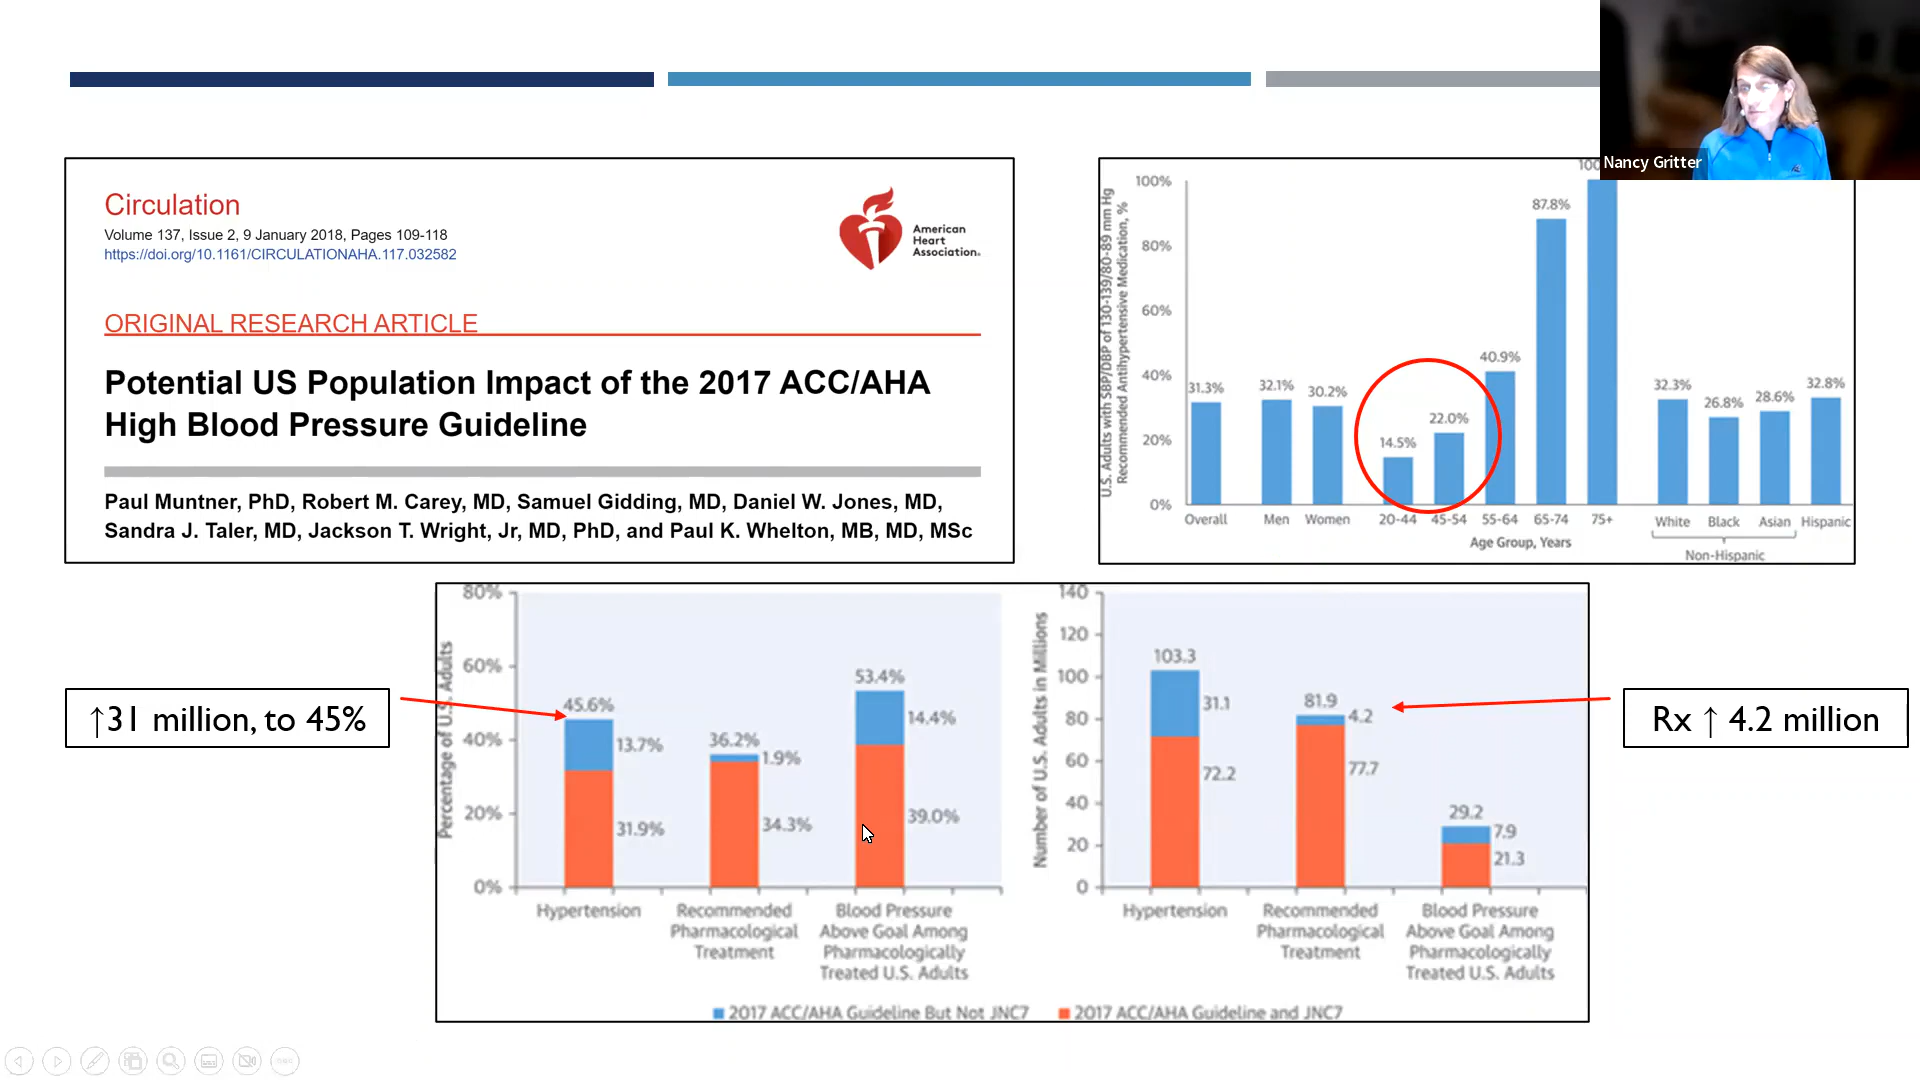 Nancy Gritter
Circulation
Volume 137, Issue 2, 9 January 2018, Pages 109-118
https://doi.org/10.1161/CIRCULATIONAHA.117.032582
American
Heart
Association®
ORIGINAL RESEARCH ARTICLE
Potential US Population Impact of the 2017 ACC/AHA
High Blood Pressure Guideline
Paul Muntner, PhD, Robert M. Carey, MD, Samuel Gidding, MD, Daniel W. Jones, MD,
Sandra J. Taler, MD, Jackson T. Wright, Jr, MD, PhD, and Paul K. Whelton, MB, MD, MSc
U.S. Adults with SBP/DBP of 130-139/80-89 mm Hg
Recommended Antihypertensive Medication, %
100%
80%
60%
40%
20%
0%
31.3%
32.1%
30.2%
14.5%
22.0%
40.9%
87.8%
100
32.3%
26.8%
28.6%
32.8%
Overall Men Women 20-44 45-54 55-64 65-74 75+ White Black Asian Hispanic
Age Group, Years
Non-Hispanic
↑31 million, to 45%
Percentage of U.S. Adults
80%
60%
40%
20%
0%
45.6%
13.7%
31.9%
36.2%
1.9%
34.3%
53.4%
14.4%
39.0%
Hypertension
Recommended
Pharmacological
Treatment
Blood Pressure
Above Goal Among
Pharmacologically
Treated U.S. Adults
Number of U.S. Adults in Millions
140
120
100
80
60
40
20
0
103.3
31.1
72.2
81.9
4.2
77.7
29.2
7.9
21.3
Hypertension
Recommended
Pharmacological
Treatment
Blood Pressure
Above Goal Among
Pharmacologically
Treated U.S. Adults
2017 ACC/AHA Guideline But Not JNC7 2017 ACC/AHA Guideline and JNC7
Rx ↑ 4.2 million